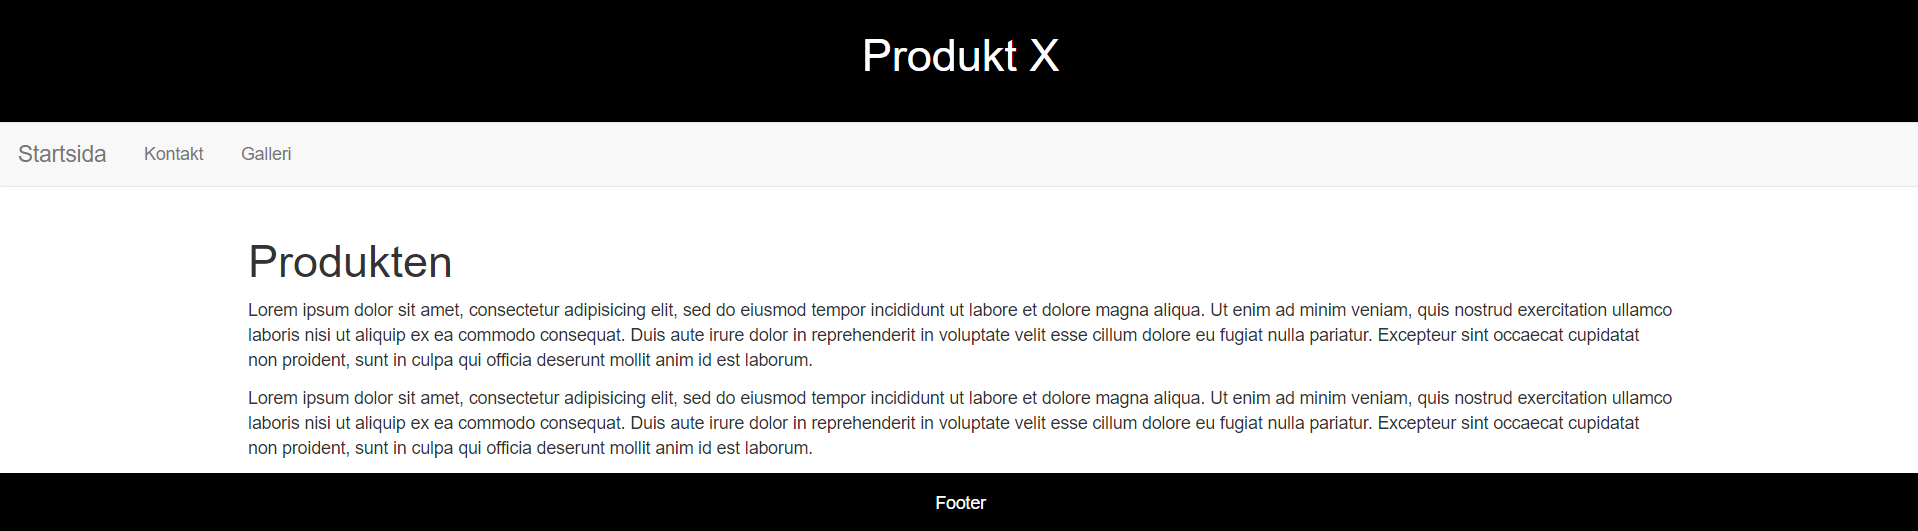 Produkt X
Startsida Kontakt Galleri
Produkten
Lorem ipsum dolor sit amet, consectetur adipisicing elit, sed do eiusmod tempor incididunt ut labore et dolore magna aliqua. Ut enim ad minim veniam, quis nostrud exercitation ullamco
laboris nisi ut aliquip ex ea commodo consequat. Duis aute irure dolor in reprehenderit in voluptate velit esse cillum dolore eu fugiat nulla pariatur. Excepteur sint occaecat cupidatat
non proident, sunt in culpa qui officia deserunt mollit anim id est laborum.
Lorem ipsum dolor sit amet, consectetur adipisicing elit, sed do eiusmod tempor incididunt ut labore et dolore magna aliqua. Ut enim ad minim veniam, quis nostrud exercitation ullamco
laboris nisi ut aliquip ex ea commodo consequat. Duis aute irure dolor in reprehenderit in voluptate velit esse cillum dolore eu fugiat nulla pariatur. Excepteur sint occaecat cupidatat
non proident, sunt in culpa qui officia deserunt mollit anim id est laborum.
Footer